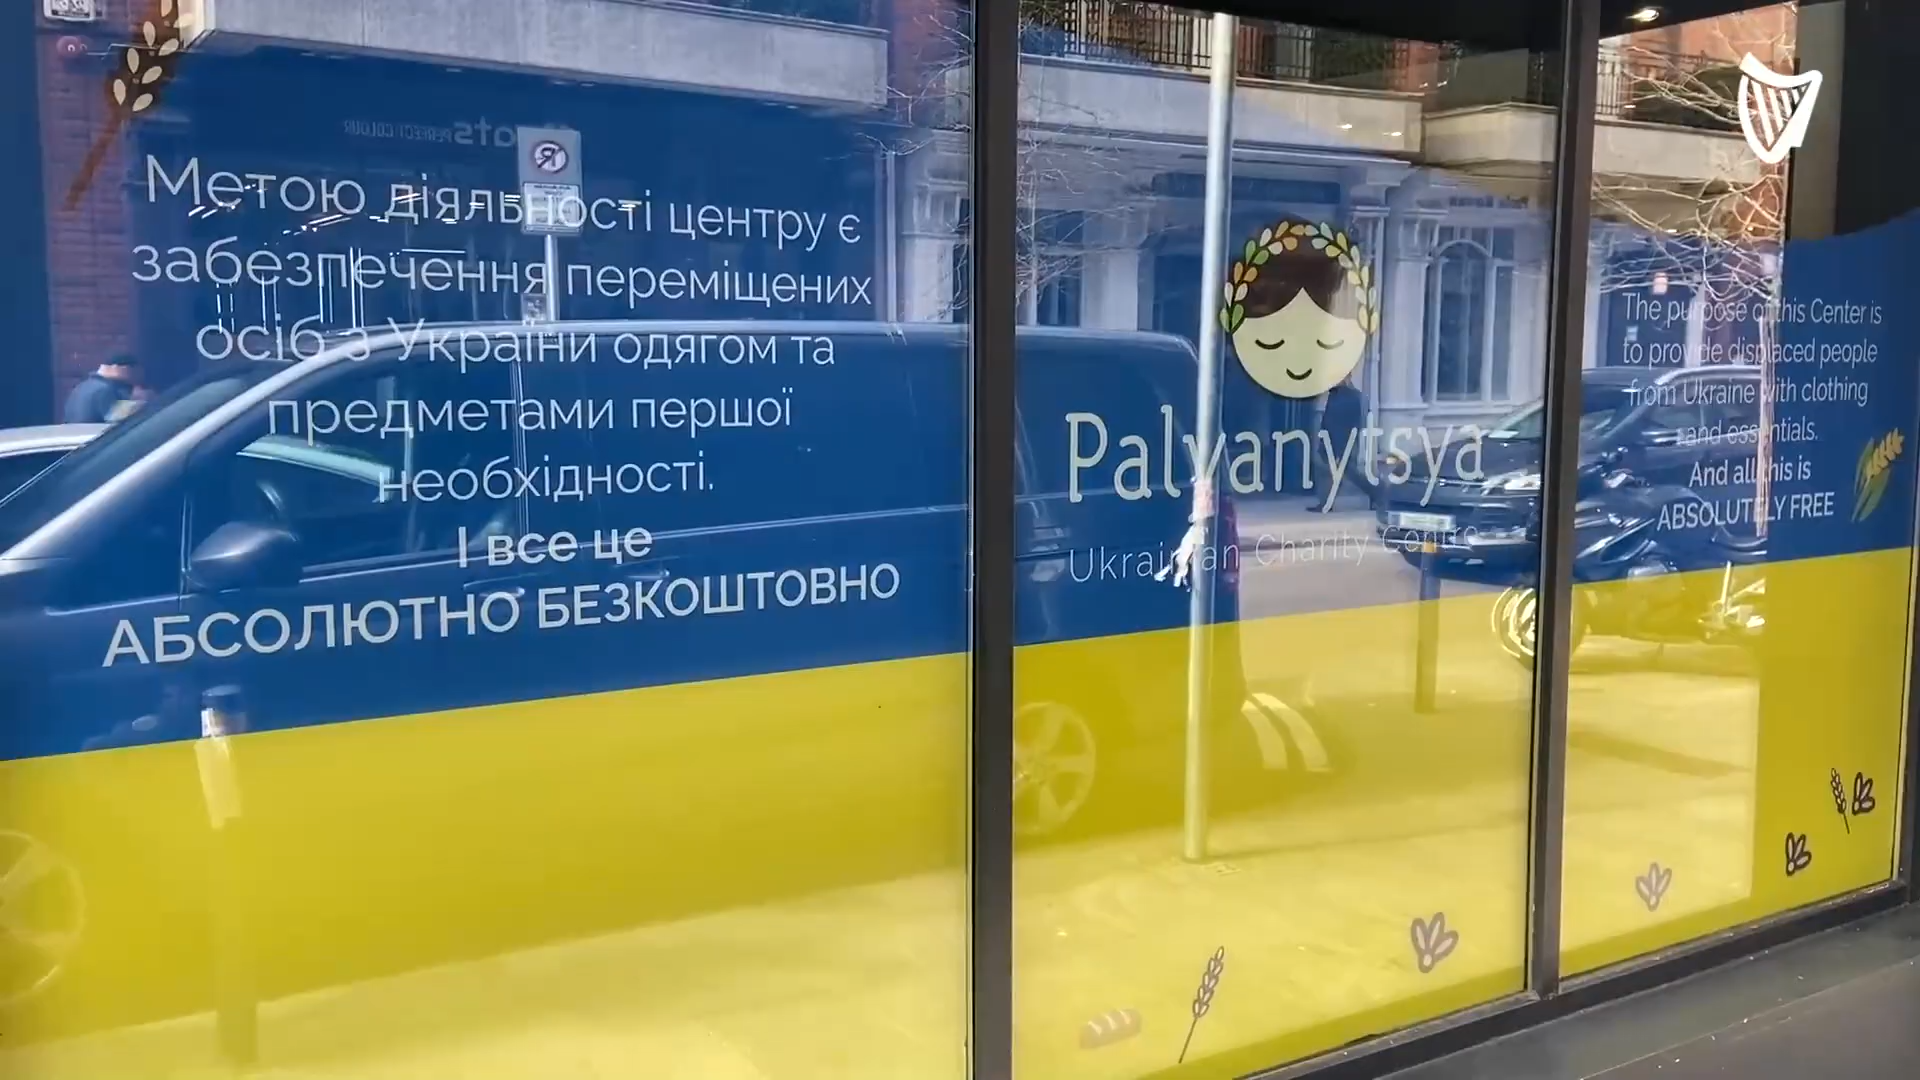 Метою діяльності центру є
забезпечення переміщених
осіб з України одягом та
предметами першої
необхідності.
І все це
АБСОЛЮТНО БЕЗКОШТОВНО
Palyanytsya
Ukrainian Charity Centre
The purpose of this Center is
to provide displaced people
from Ukraine with clothing
and essentials.
And all this is
ABSOLUTELY FREE